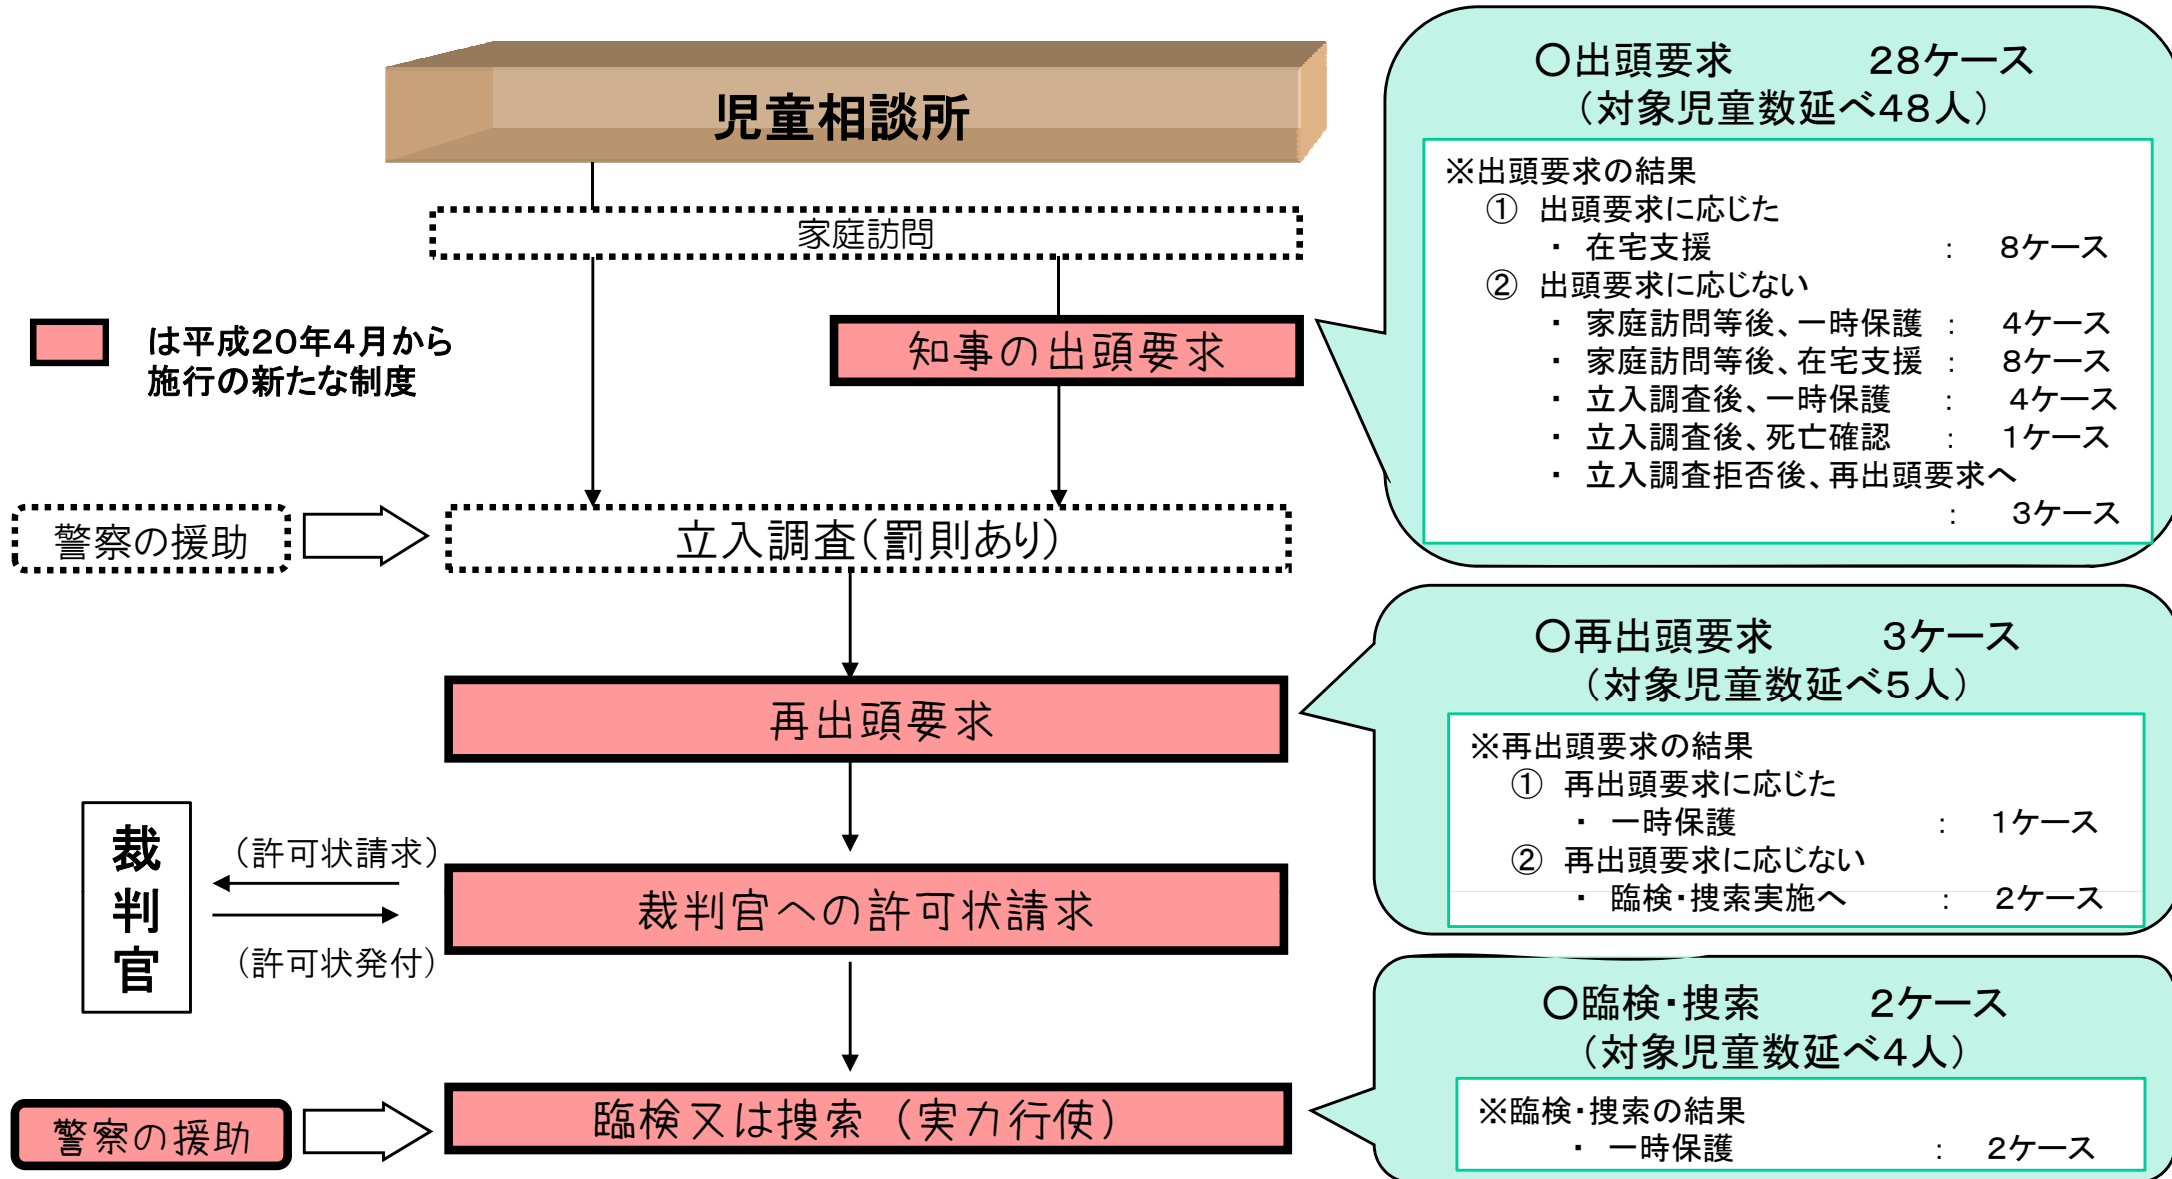 児童相談所
家庭訪問
は平成20年4月から
施行の新たな制度
知事の出頭要求
警察の援助
立入調査(罰則あり)
再出頭要求
裁判官
(許可状請求)
(許可状発付)
裁判官への許可状請求
警察の援助
臨検又は捜索（実力行使）
○出頭要求 28ケース
（対象児童数延べ48人）
※出頭要求の結果
① 出頭要求に応じた
・ 在宅支援 : 8ケース
② 出頭要求に応じない
・ 家庭訪問等後、一時保護 : 4ケース
・ 家庭訪問等後、在宅支援 : 8ケース
・ 立入調査後、一時保護 : 4ケース
・ 立入調査後、死亡確認 : 1ケース
・ 立入調査拒否後、再出頭要求へ
: 3ケース
○再出頭要求 3ケース
（対象児童数延べ5人）
※再出頭要求の結果
① 再出頭要求に応じた
・ 一時保護 : 1ケース
② 再出頭要求に応じない
・ 臨検・捜索実施へ : 2ケース
○臨検・捜索 2ケース
（対象児童数延べ4人）
※臨検・捜索の結果
・ 一時保護 : 2ケース